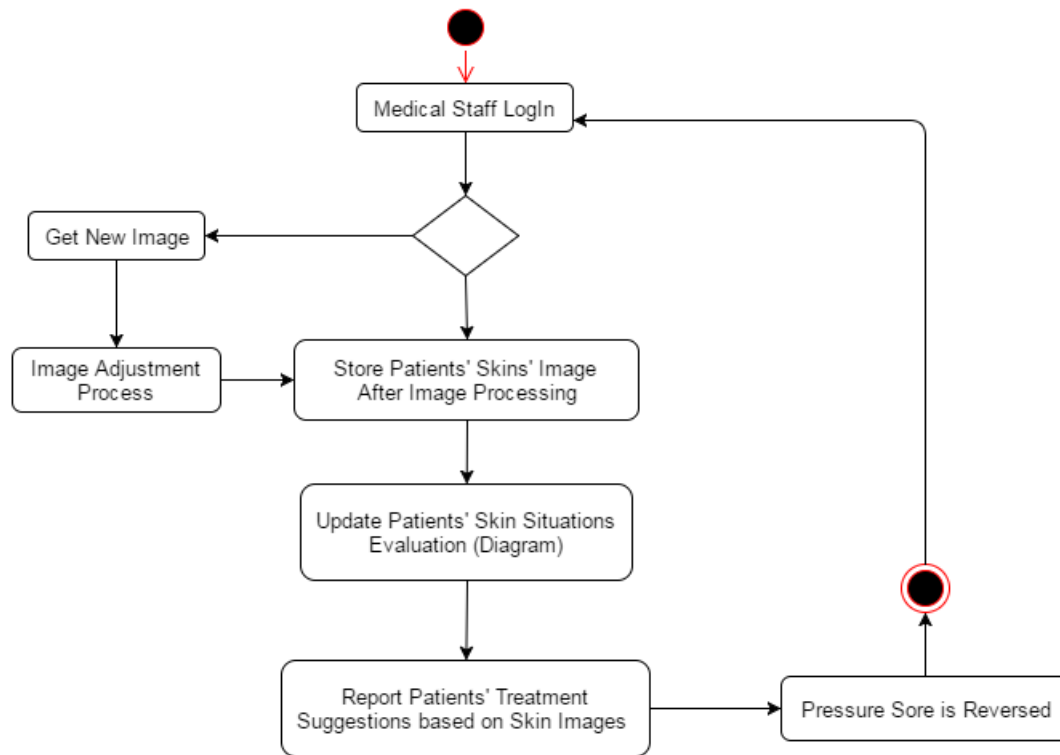 Medical Staff LogIn
Get New Image
Image Adjustment
Process
Store Patients' Skins' Image
After Image Processing
Update Patients' Skin Situations
Evaluation (Diagram)
Report Patients' Treatment
Suggestions based on Skin Images
Pressure Sore is Reversed